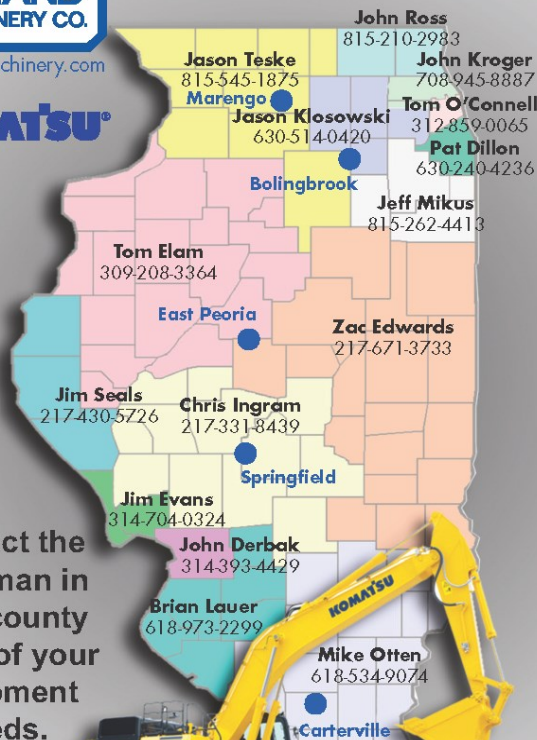 NERY CO.
chinery.com
John Ross
815-210-2983
Jason Teske
815-545-1875
John Kroger
708-945-8887
Marengo
Tom O'Connell
312-859-0065
Jason Klosowski
630-514-0420
Pat Dillon
630-240-4236
Bolingbrook
Jeff Mikus
815-262-4413
Tom Elam
309-208-3364
East Peoria
Zac Edwards
217-671-3733
Jim Seals
217-430-5726
Chris Ingram
217-331-8439
Springfield
Jim Evans
314-704-0324
John Derbak
314-393-4429
Brian Lauer
618-973-2299
KOMATSU
Mike Otten
618-534-9074
Carterville
ct the
man in
county
of your
pment
ds.